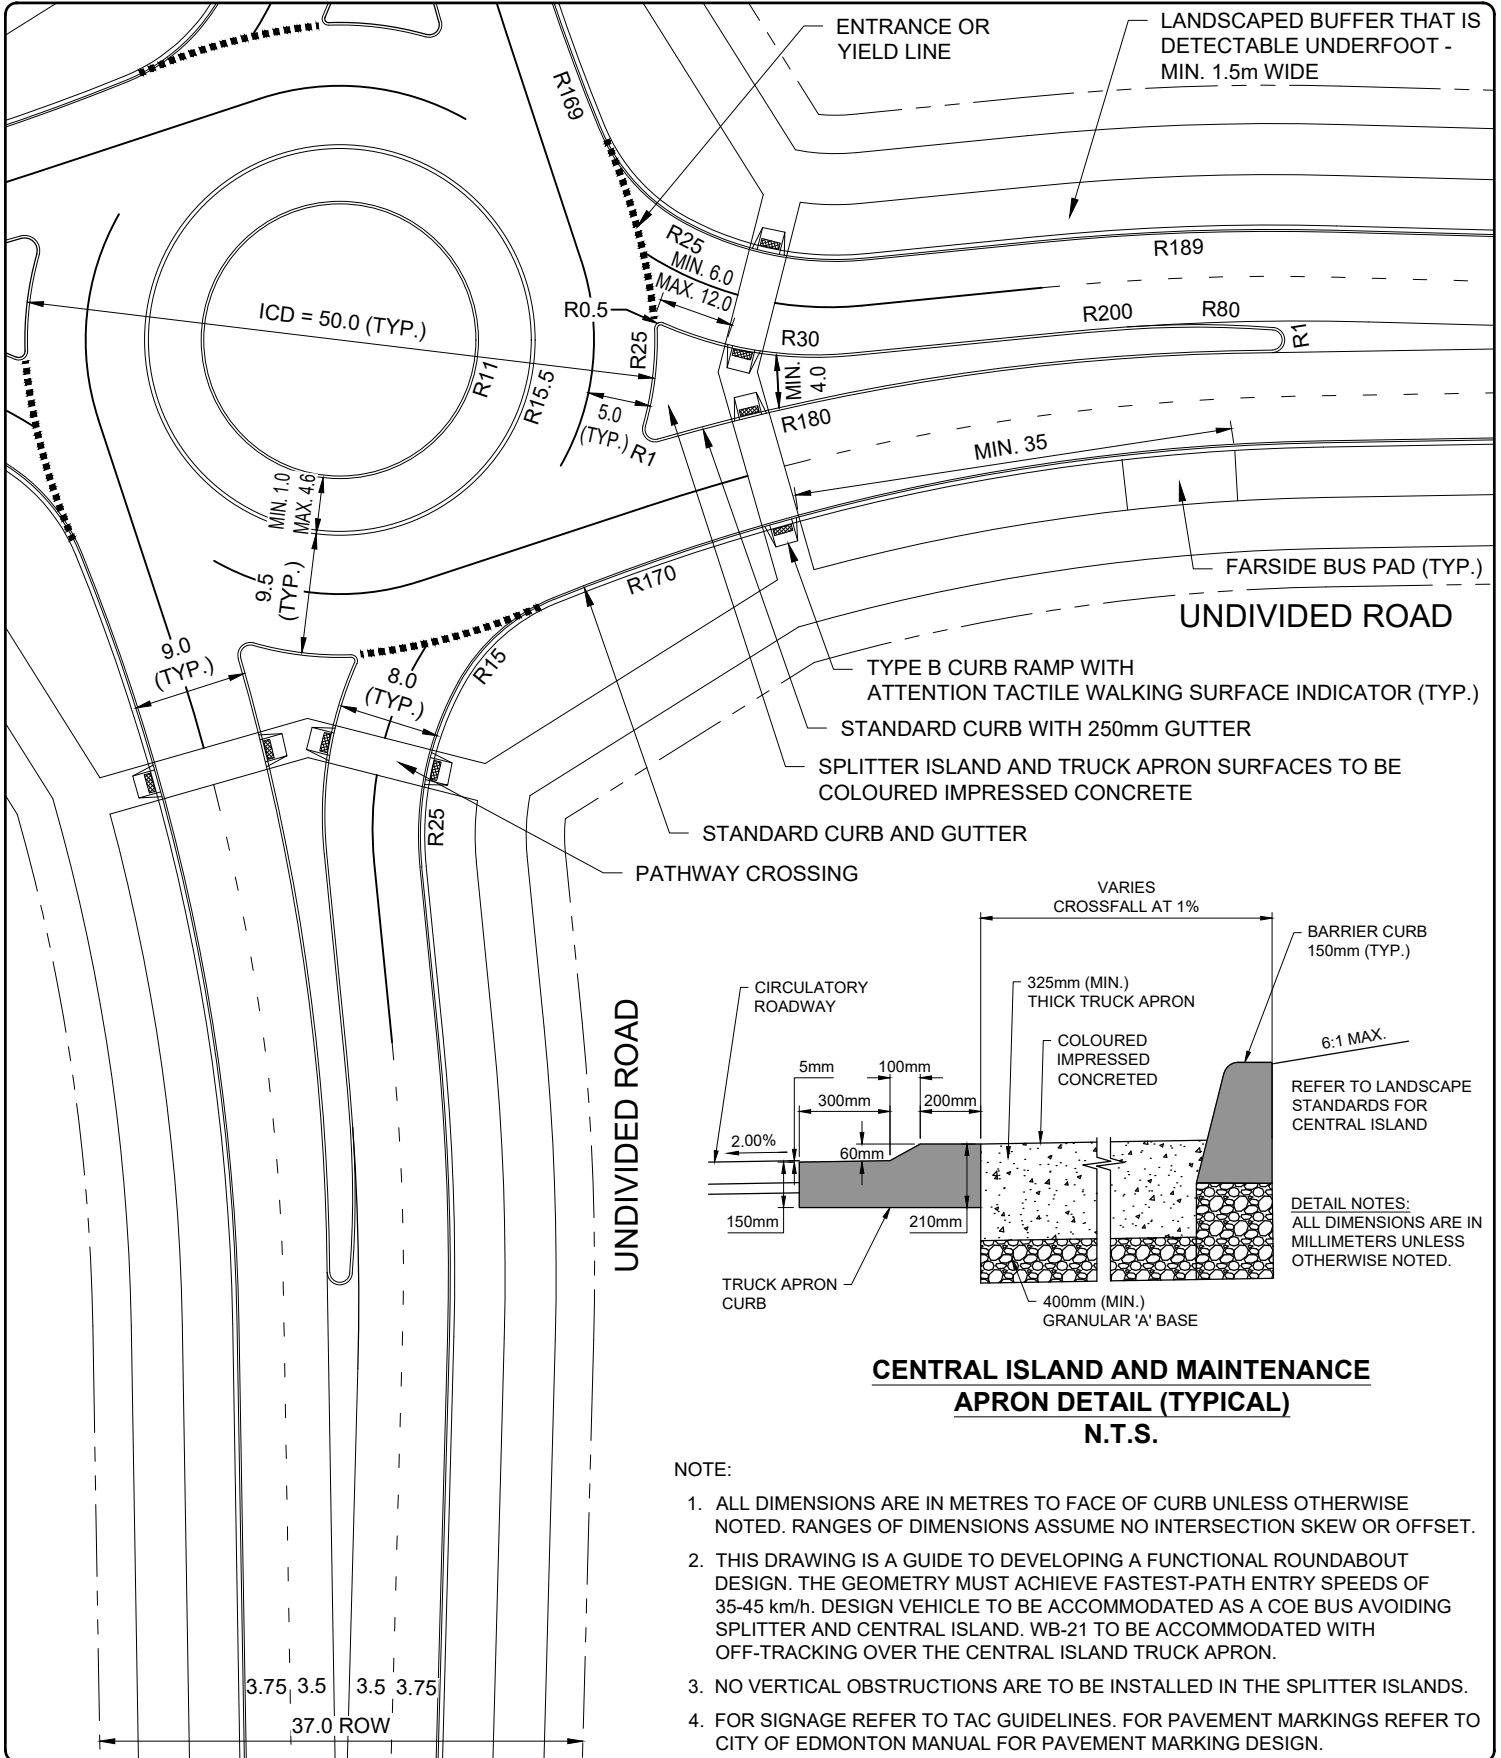 ENTRANCE OR
YIELD LINE
LANDSCAPED BUFFER THAT IS
DETECTABLE UNDERFOOT -
MIN. 1.5m WIDE
R169
R25
MIN. 6.0
MAX. 12.0
R189
R0.5
R200
R80
R30
R1
ICD = 50.0 (TYP.)
R25
R11
R15.5
MIN.
4.0
5.0
(TYP.)
R1
R180
MIN. 35
MIN. 1.0
MAX. 4.6
9.5
(TYP.)
R170
FARSIDE BUS PAD (TYP.)
UNDIVIDED ROAD
9.0
(TYP.)
8.0
(TYP.)
R15
TYPE B CURB RAMP WITH
ATTENTION TACTILE WALKING SURFACE INDICATOR (TYP.)
STANDARD CURB WITH 250mm GUTTER
SPLITTER ISLAND AND TRUCK APRON SURFACES TO BE
COLOURED IMPRESSED CONCRETE
R25
STANDARD CURB AND GUTTER
PATHWAY CROSSING
UNDIVIDED ROAD
VARIES
CROSSFALL AT 1%
BARRIER CURB
150mm (TYP.)
CIRCULATORY
ROADWAY
325mm (MIN.)
THICK TRUCK APRON
COLOURED
IMPRESSED
CONCRETED
6:1 MAX.
5mm
100mm
300mm
200mm
REFER TO LANDSCAPE
STANDARDS FOR
CENTRAL ISLAND
2.00%
60mm
150mm
210mm
DETAIL NOTES:
ALL DIMENSIONS ARE IN
MILLIMETERS UNLESS
OTHERWISE NOTED.
TRUCK APRON
CURB
400mm (MIN.)
GRANULAR 'A' BASE
CENTRAL ISLAND AND MAINTENANCE
APRON DETAIL (TYPICAL)
N.T.S.
NOTE:
1. ALL DIMENSIONS ARE IN METRES TO FACE OF CURB UNLESS OTHERWISE
NOTED. RANGES OF DIMENSIONS ASSUME NO INTERSECTION SKEW OR OFFSET.
2. THIS DRAWING IS A GUIDE TO DEVELOPING A FUNCTIONAL ROUNDABOUT
DESIGN. THE GEOMETRY MUST ACHIEVE FASTEST-PATH ENTRY SPEEDS OF
35-45 km/h. DESIGN VEHICLE TO BE ACCOMMODATED AS A COE BUS AVOIDING
SPLITTER AND CENTRAL ISLAND. WB-21 TO BE ACCOMMODATED WITH
OFF-TRACKING OVER THE CENTRAL ISLAND TRUCK APRON.
3. NO VERTICAL OBSTRUCTIONS ARE TO BE INSTALLED IN THE SPLITTER ISLANDS.
4. FOR SIGNAGE REFER TO TAC GUIDELINES. FOR PAVEMENT MARKINGS REFER TO
CITY OF EDMONTON MANUAL FOR PAVEMENT MARKING DESIGN.
3.75 3.5 3.5 3.75
37.0 ROW